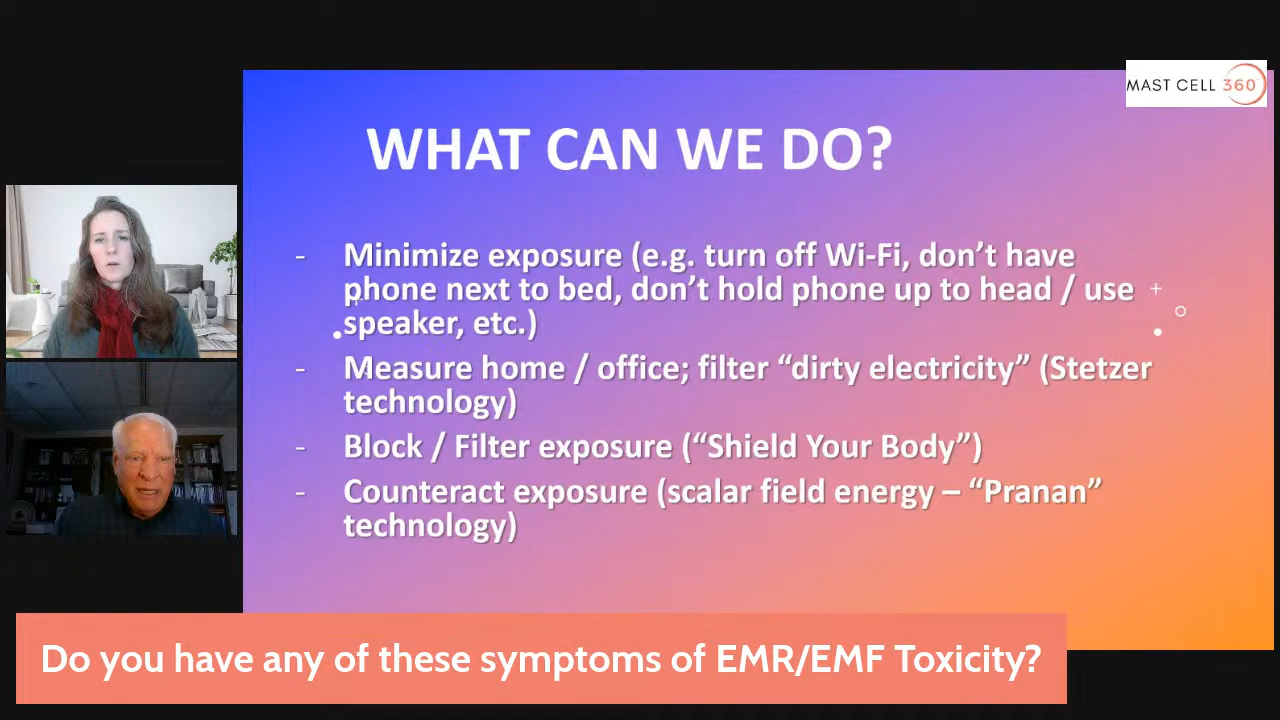 MAST CELL 360
WHAT CAN WE DO?
- Minimize exposure (e.g. turn off Wi-Fi, don’t have
phone next to bed, don’t hold phone up to head / use
speaker, etc.)
- Measure home / office; filter “dirty electricity” (Stetzer
technology)
- Block / Filter exposure (“Shield Your Body”)
- Counteract exposure (scalar field energy – “Pranan”
technology)
Do you have any of these symptoms of EMR/EMF Toxicity?